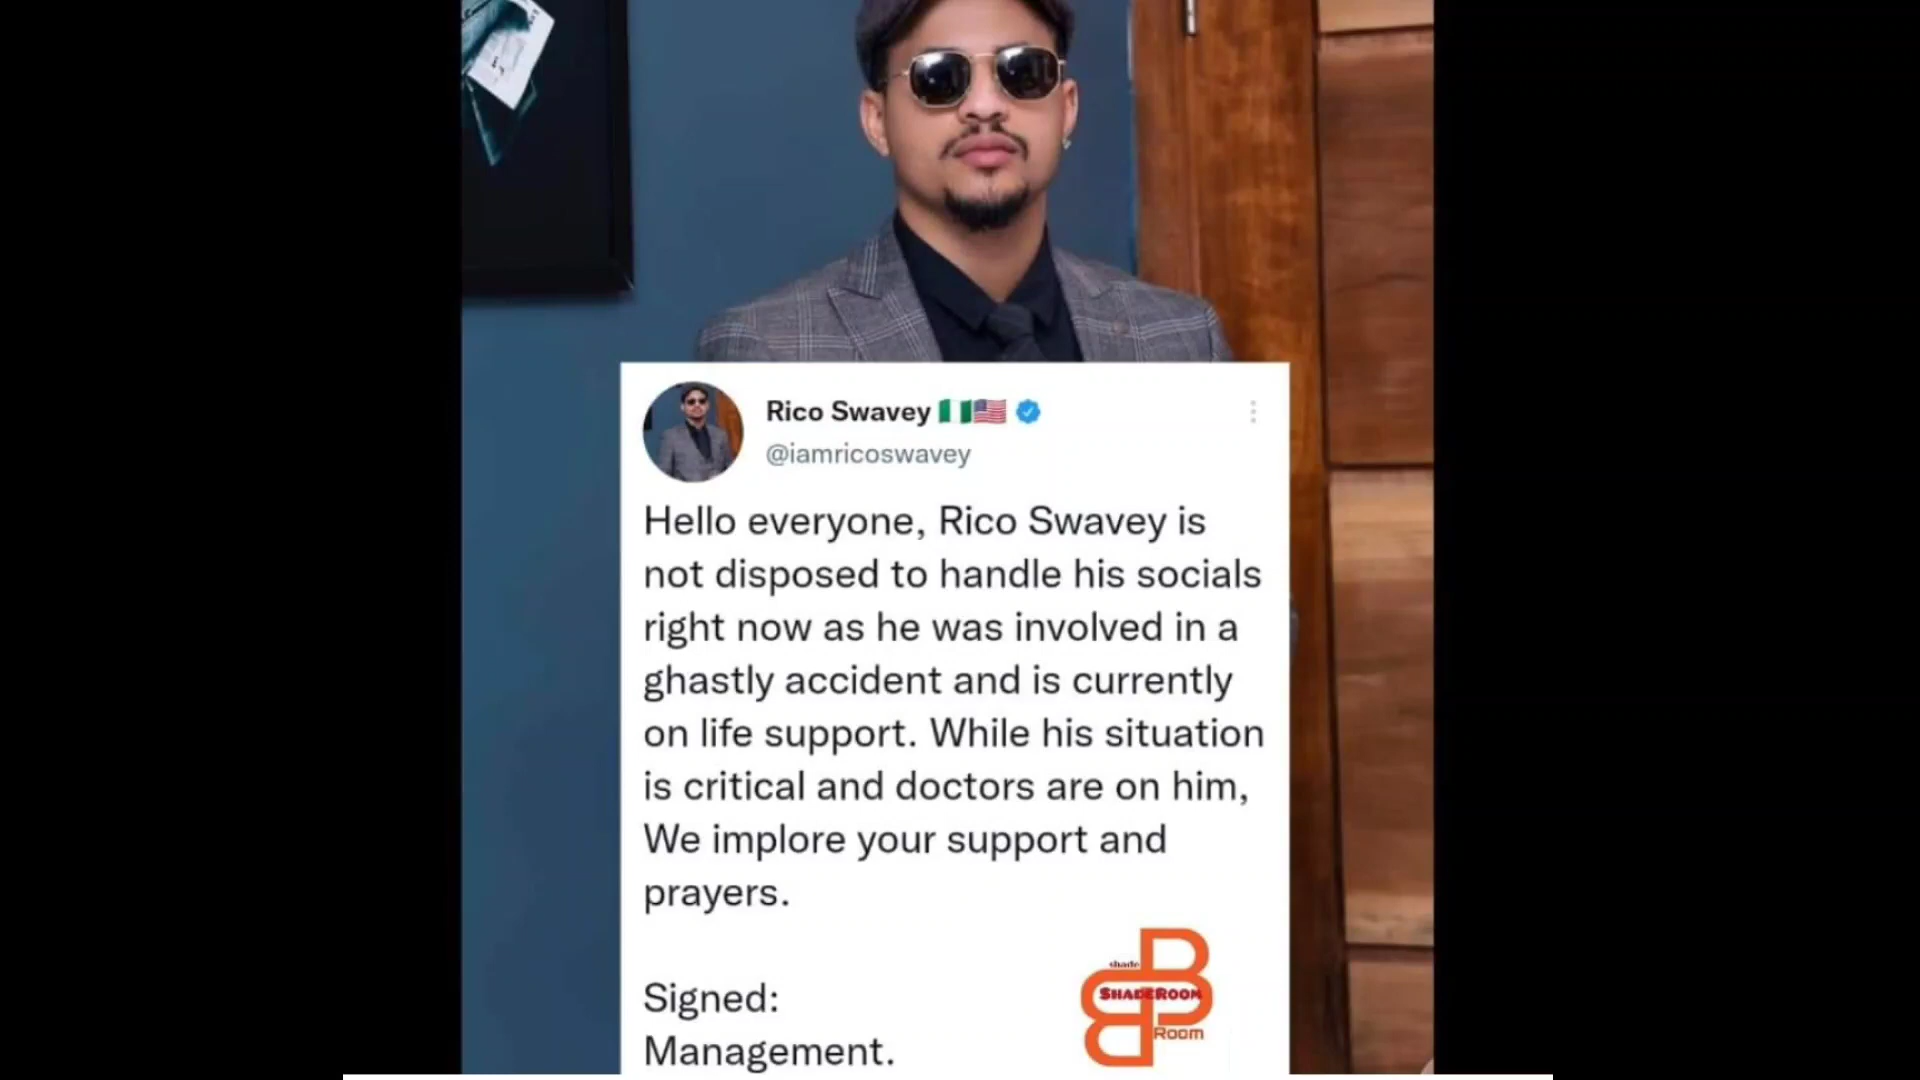 Rico Swavey
@iamricoswavey
Hello everyone, Rico Swavey is
not disposed to handle his socials
right now as he was involved in a
ghastly accident and is currently
on life support. While his situation
is critical and doctors are on him,
We implore your support and
prayers.
Signed:
Management.
shade
SHADEROOM
Room